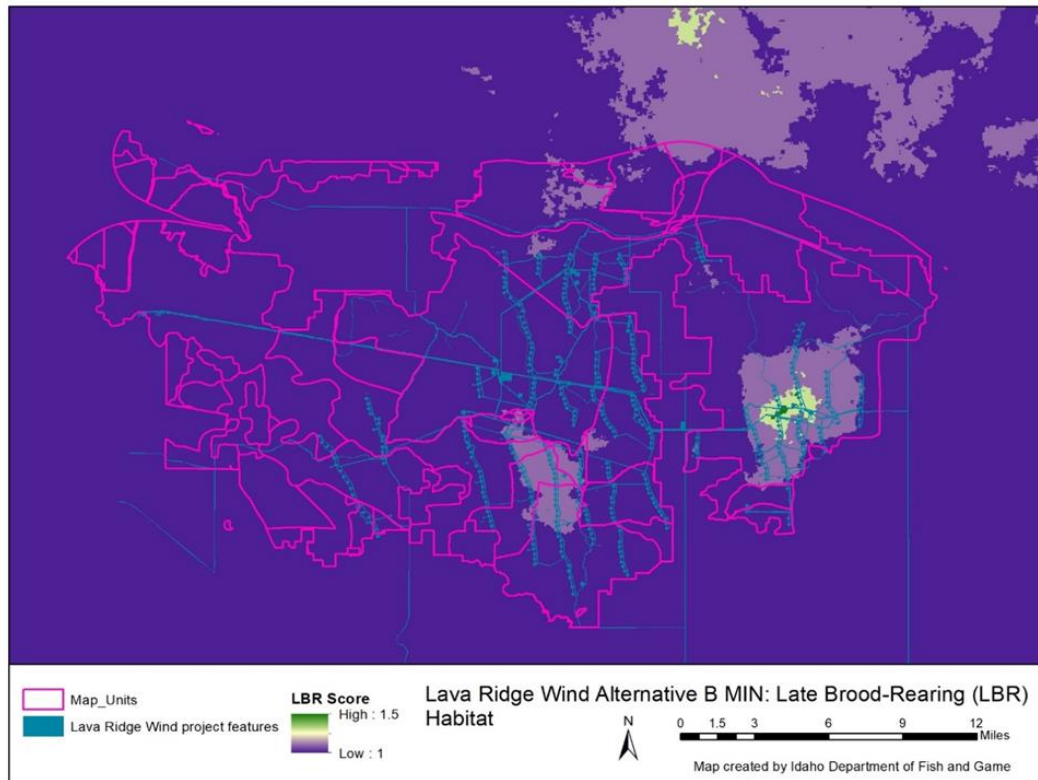 Map_Units
Lava Ridge Wind project features
LBR Score
High : 1.5
Low : 1
Lava Ridge Wind Alternative B MIN: Late Brood-Rearing (LBR)
Habitat
N
0 1.5 3 6 9 12
Miles
Map created by Idaho Department of Fish and Game